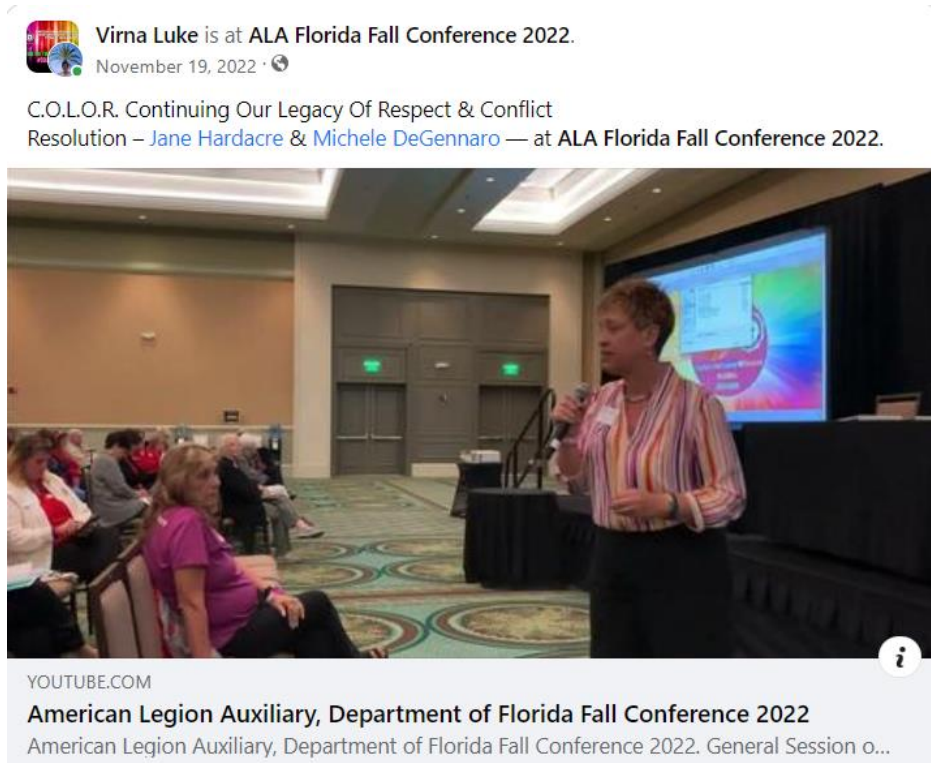 Virna Luke is at ALA Florida Fall Conference 2022.
November 19, 2022 ·
C.O.L.O.R. Continuing Our Legacy Of Respect & Conflict
Resolution – Jane Hardacre & Michele DeGennaro — at ALA Florida Fall Conference 2022.
YOUTUBE.COM
American Legion Auxiliary, Department of Florida Fall Conference 2022
American Legion Auxiliary, Department of Florida Fall Conference 2022. General Session o...